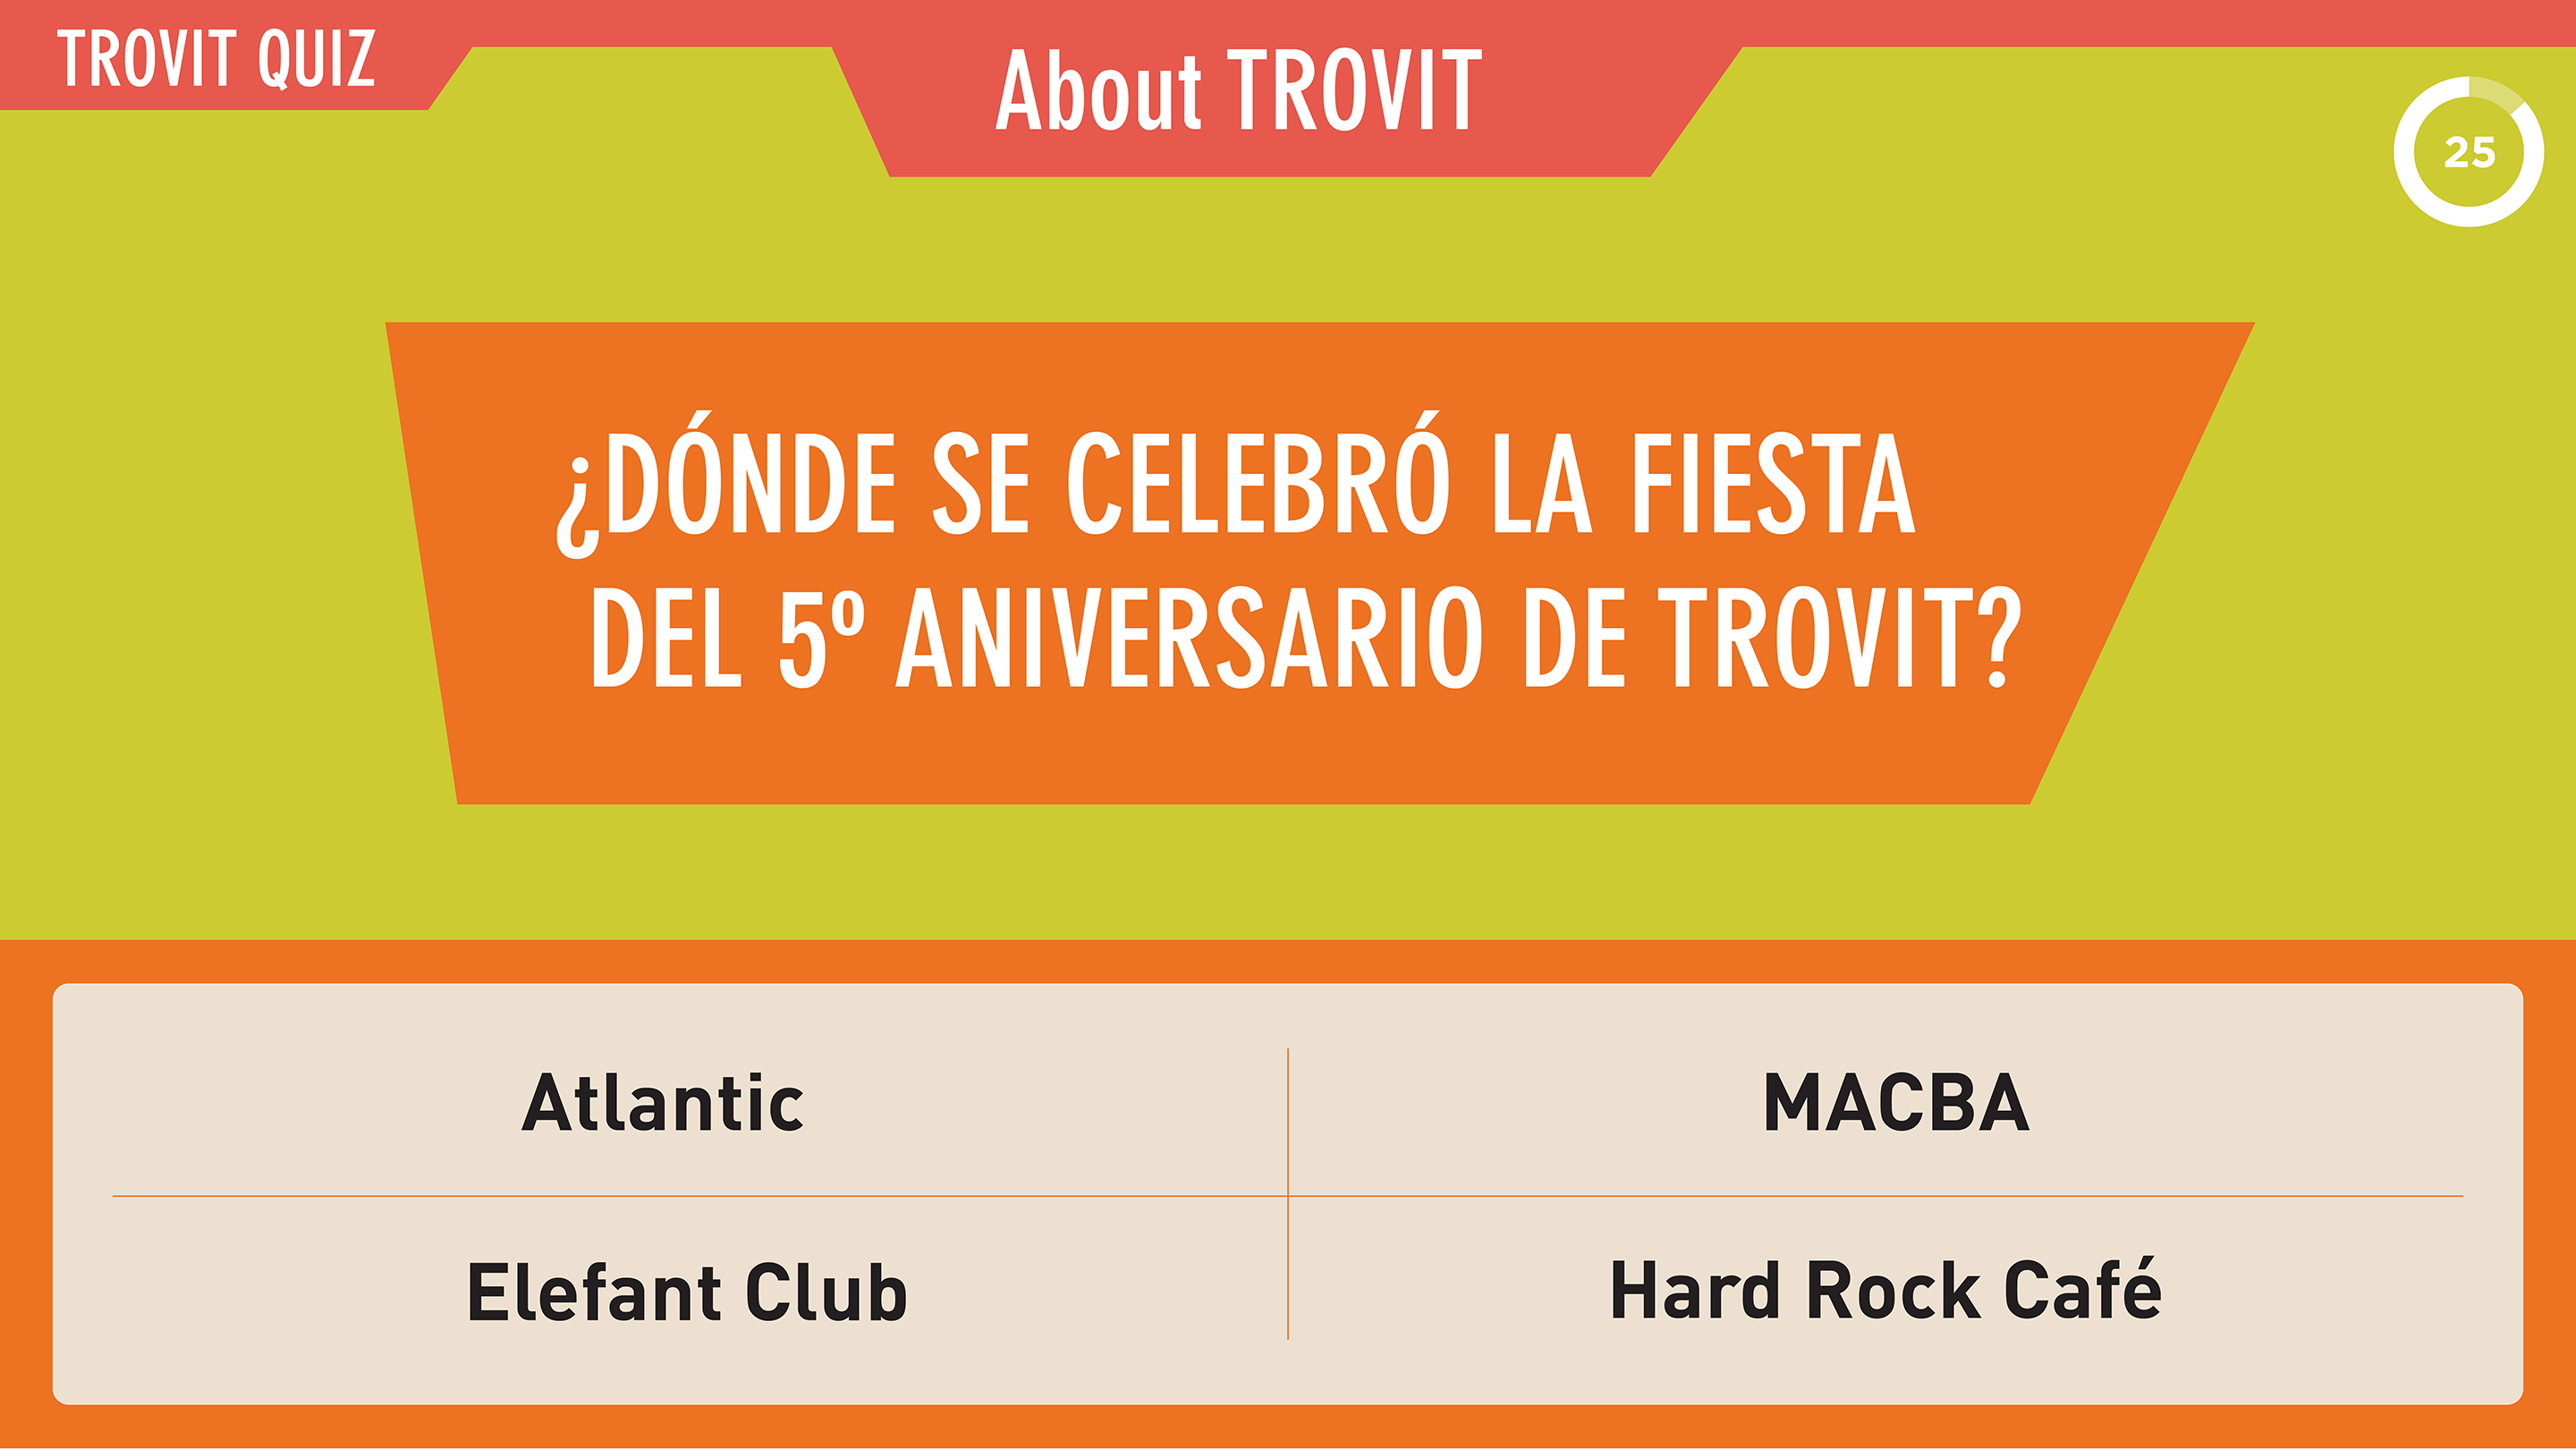 TROVIT QUIZ
About TROVIT
25
¿DÓNDE SE CELEBRÓ LA FIESTA
DEL 5º ANIVERSARIO DE TROVIT?
Atlantic
MACBA
Elefant Club
Hard Rock Café